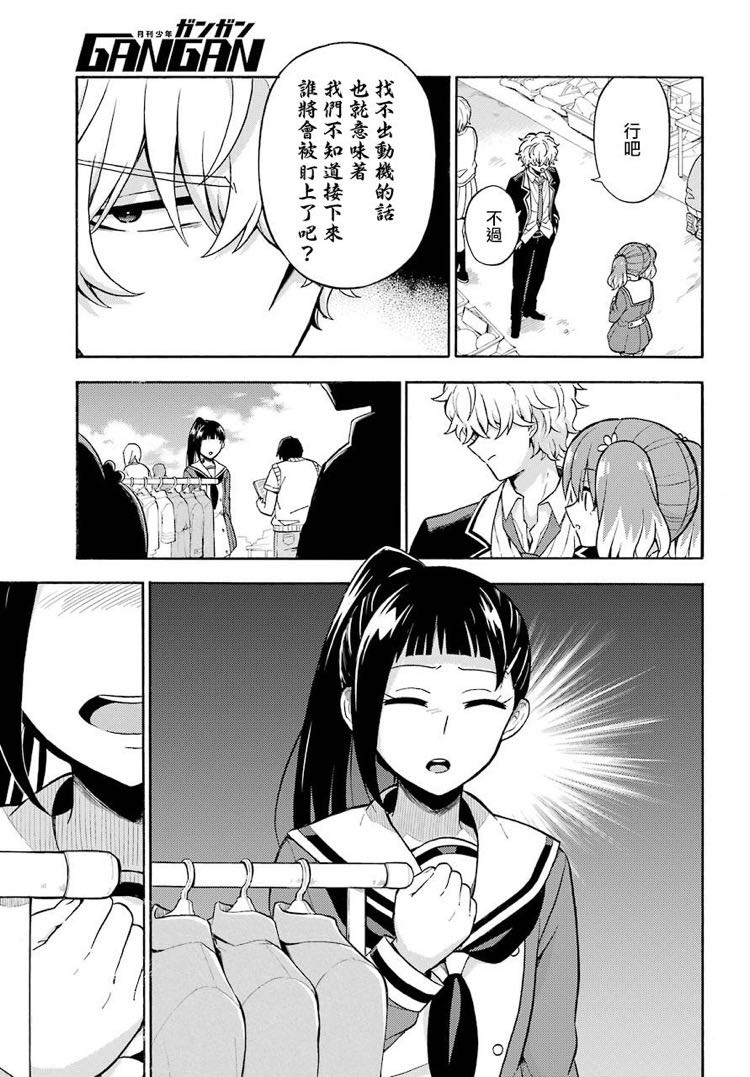 月刊少年
ガンガン
GANGAN
行吧
不過
找不出動機的話
也就意味著
我們不知道接下來
誰將會被盯上了吧？